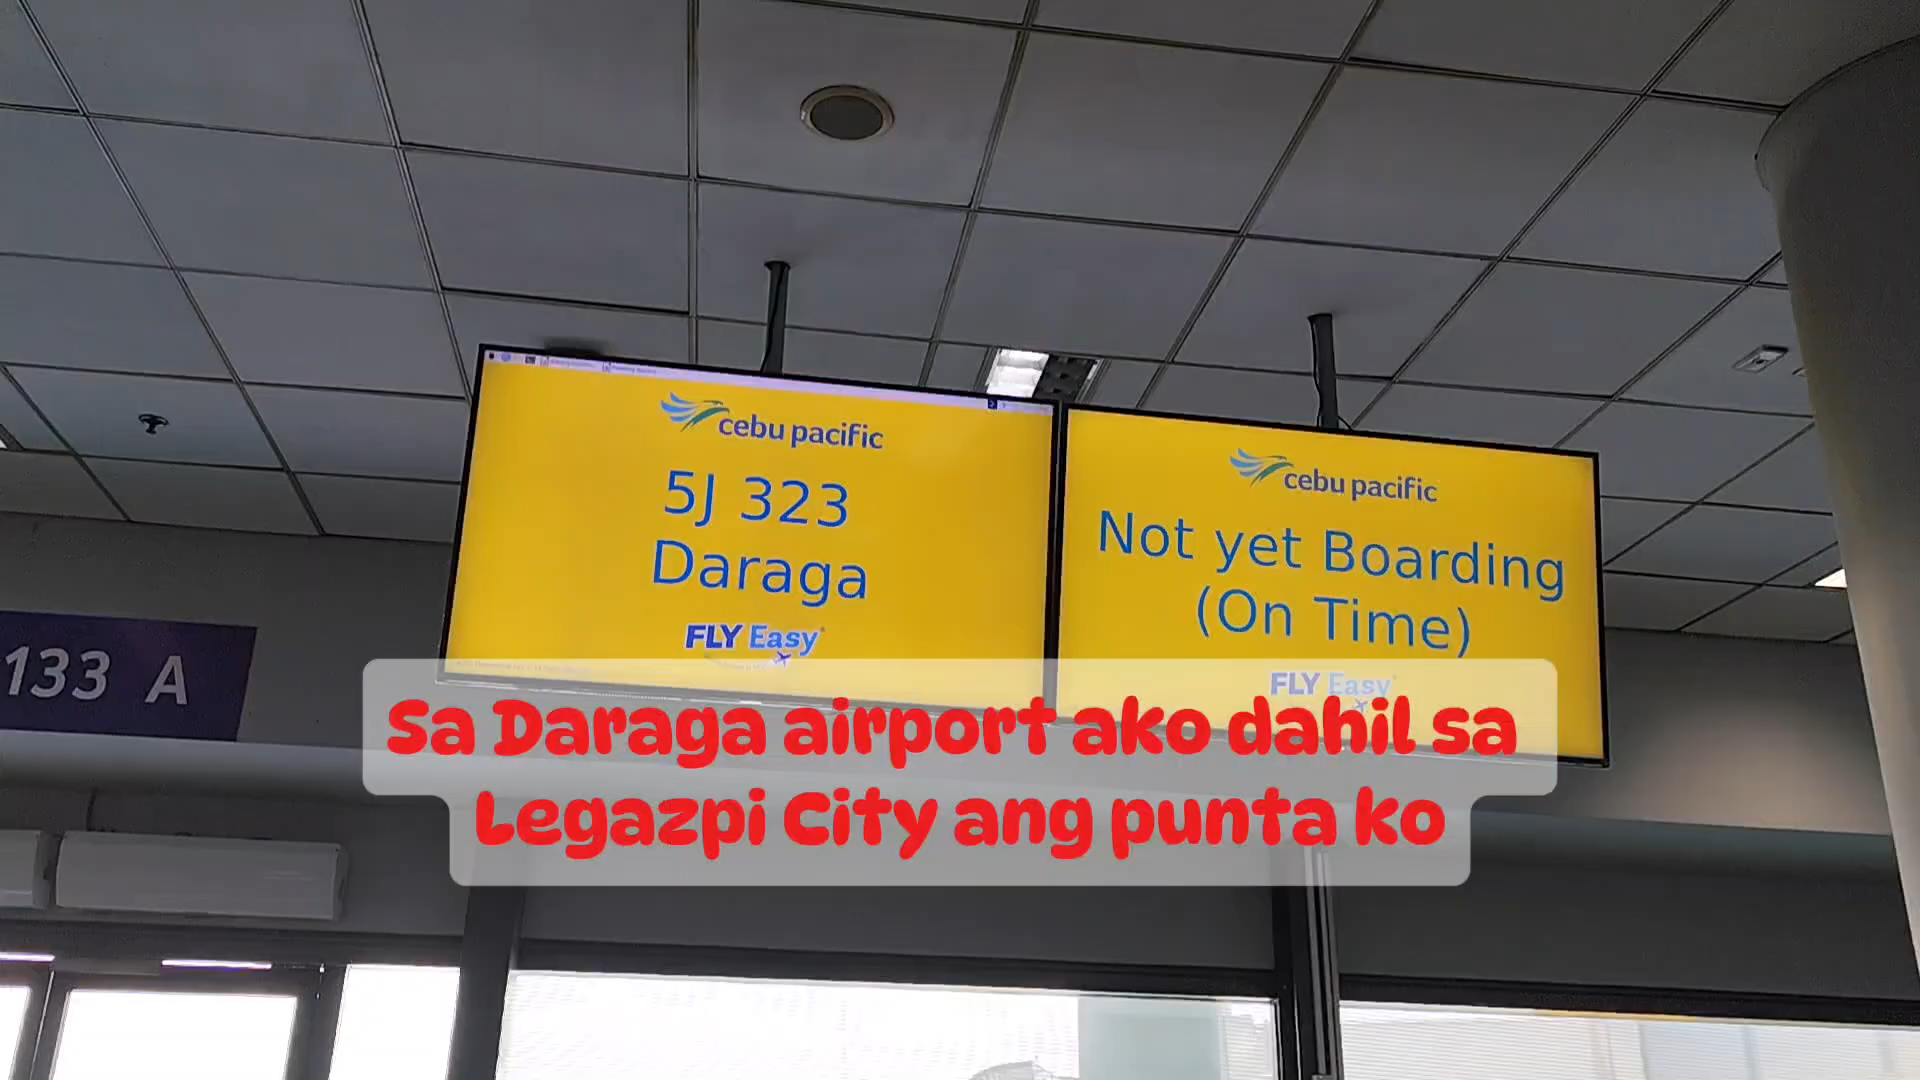 cebu pacific
5J 323
Daraga
FLY Easy
cebu pacific
Not yet Boarding
(On Time)
FLY Easy
133 A
Sa Daraga airport ako dahil sa
Legazpi City ang punta ko